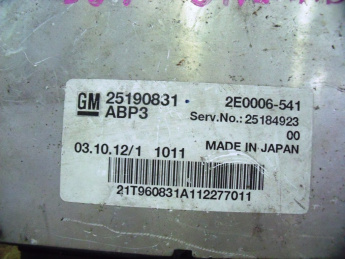 GM 25190831 2E0006-541
ABP3 Serv.No.: 25184923
00
03.10.12/1 1011 MADE IN JAPAN
21T960831A112277011